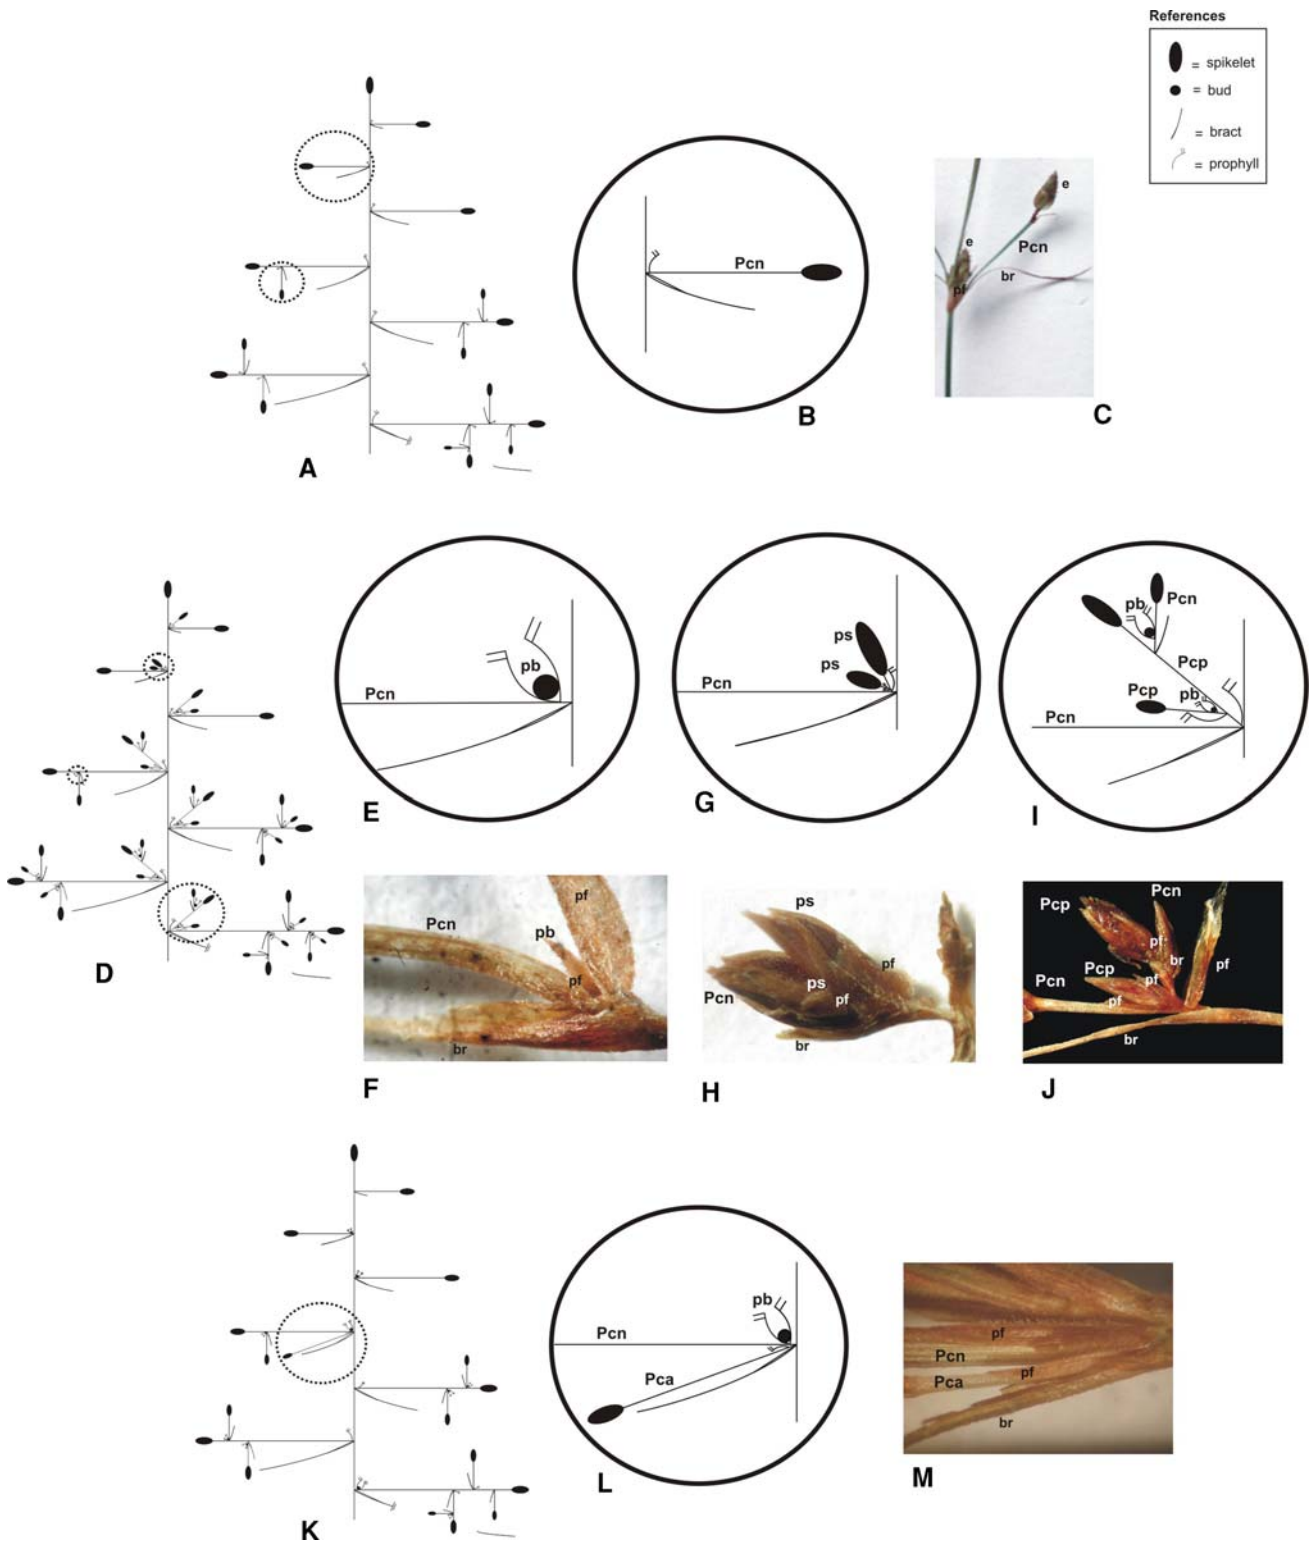 References
= spikelet
= bud
= bract
= prophyll
A
Pcn
B
e
e
Pcn
br
pf
C
D
pb
Pcn
E
ps
ps
Pcn
G
pb
Pcn
Pcp
Pcp
pb
Pcn
I
pf
Pcn
pb
pf
br
F
ps
pf
ps
Pcn
pf
br
H
Pcn
Pcp
pf
br
pf
Pcp
pf
Pcn
pf
br
J
K
pb
Pcn
Pca
L
pf
Pcn
pf
Pca
br
M